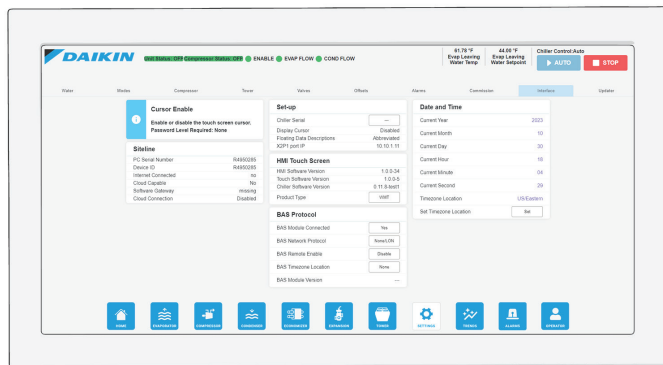 DAIKIN
Unit Status: OFF Compressor Status: OFF ENABLE EVAP FLOW COND FLOW
61.78 °F
Evap Leaving
Water Temp
44.00 °F
Evap Leaving
Water Setpoint
Chiller Control:Auto
AUTO
STOP
Water Modes Compressor Tower Valves Offsets Alarms Commission Interface Updater
Cursor Enable
Enable or disable the touch screen cursor.
Password Level Required: None
Siteline
PC Serial Number R4950285
Device ID R4950285
Internet Connected no
Cloud Capable No
Software Gateway missing
Cloud Connection Disabled
Set-up
Chiller Serial ---
Display Cursor Disabled
Floating Data Descriptions Abbreviated
X2P1 port IP 10.10.1.11
HMI Touch Screen
HMI Software Version 1.0.0-34
Touch Software Version 1.0.0-5
Chiller Software Version
Product Type
BAS Protocol
BAS Module Connected Yes
BAS Network Protocol None/LON
BAS Remote Enable Disable
BAS Timezone Location None
BAS Module Version ---
Date and Time
Current Year 2023
Current Month 10
Current Day 30
Current Hour 16
Current Minute 04
Current Second 29
Timezone Location US/Eastern
Set Timezone Location Set
HOME EVAPORATOR COMPRESSOR CONDENSER ECONOMIZER EXPANSION POWER SETTINGS TRENDS ALARMS OPERATOR